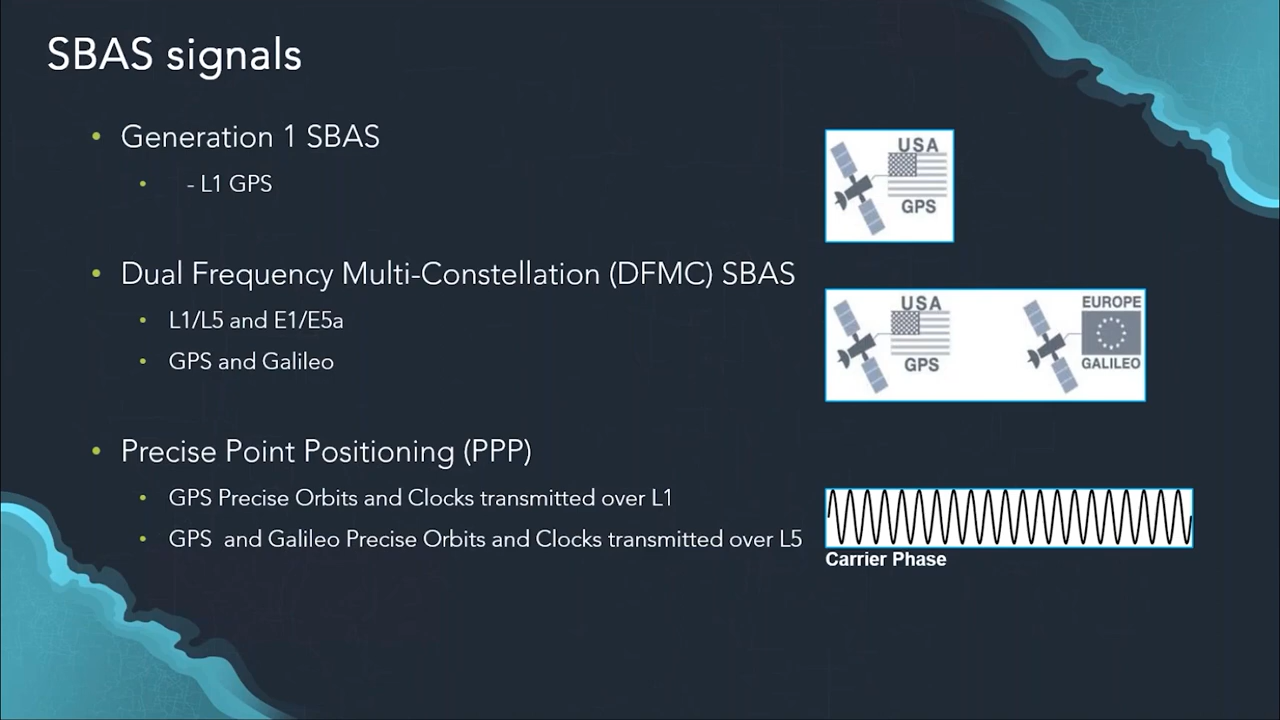 SBAS signals
Generation 1 SBAS
- L1 GPS
USA
GPS
Dual Frequency Multi-Constellation (DFMC) SBAS
L1/L5 and E1/E5a
GPS and Galileo
USA
GPS
EUROPE
GALILEO
Precise Point Positioning (PPP)
GPS Precise Orbits and Clocks transmitted over L1
GPS  and Galileo Precise Orbits and Clocks transmitted over L5
Carrier Phase